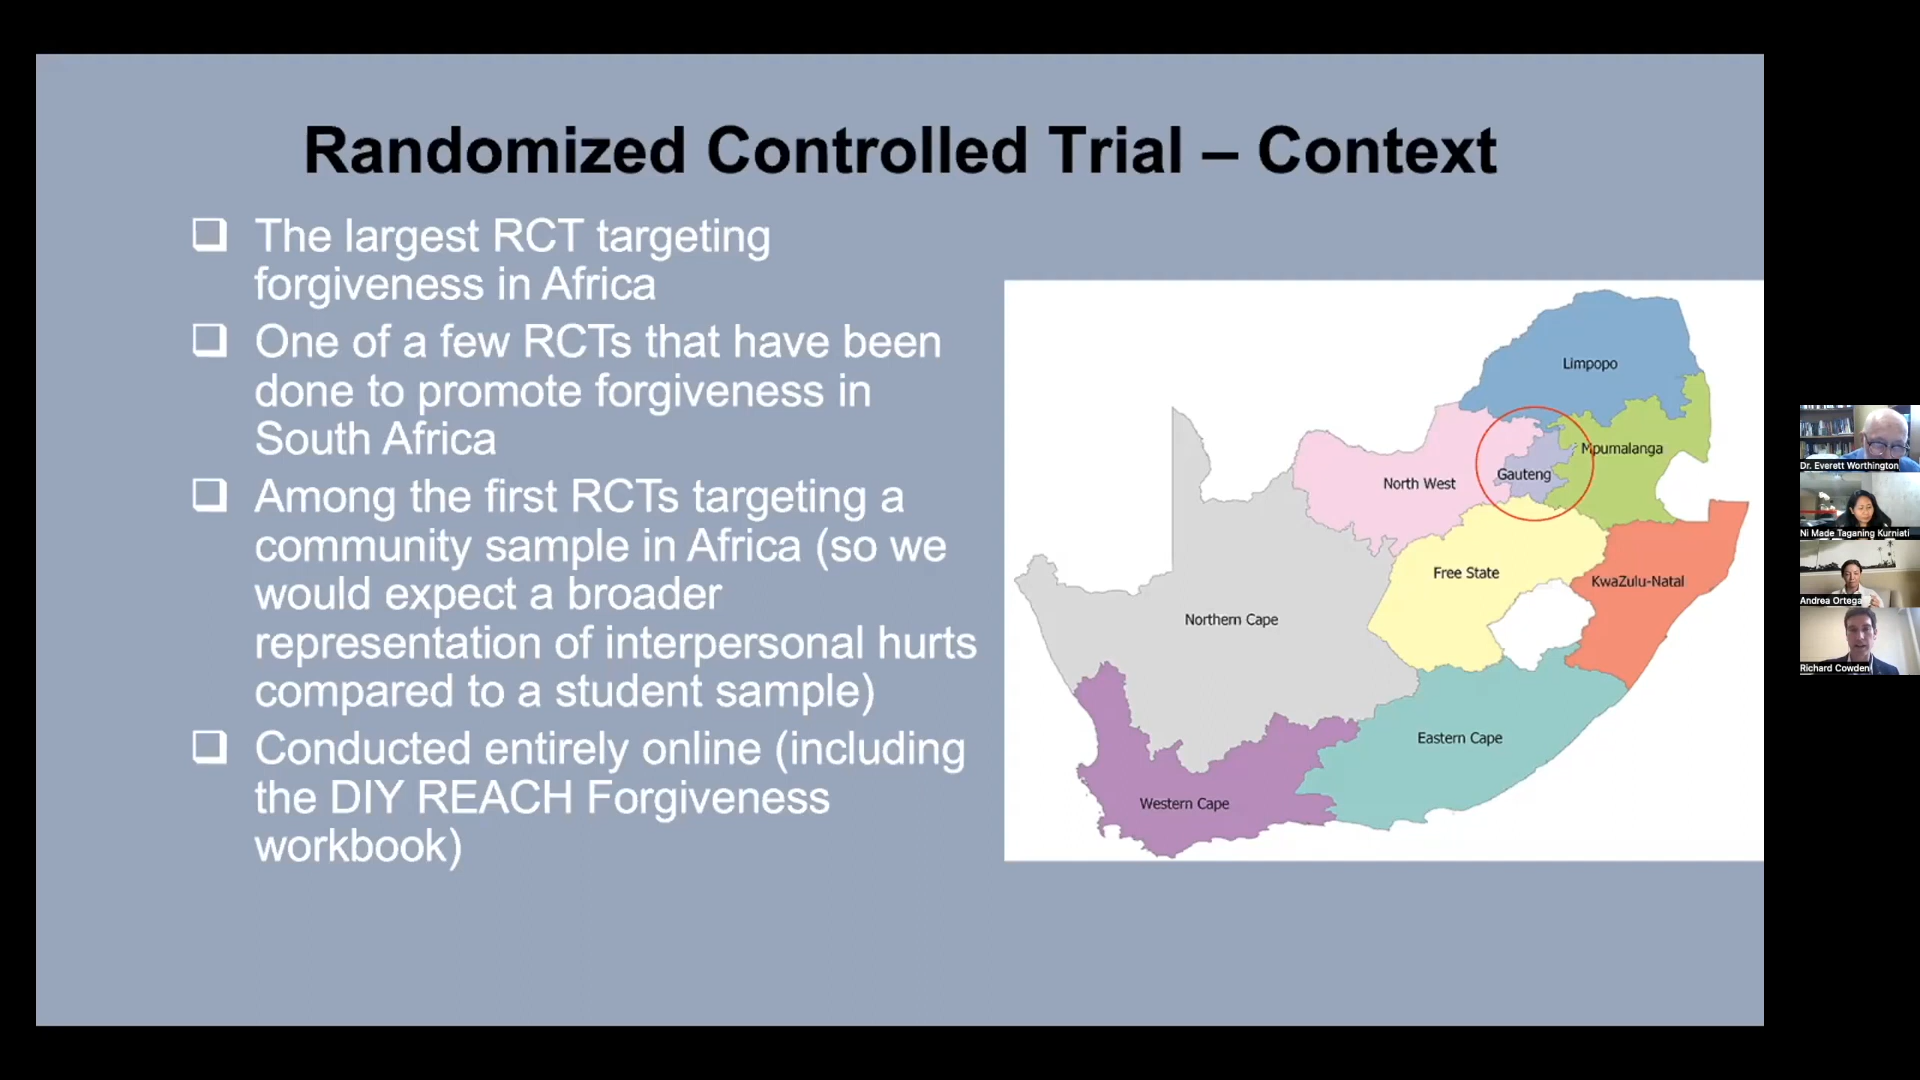 Randomized Controlled Trial – Context
❑ The largest RCT targeting
forgiveness in Africa
❑ One of a few RCTs that have been
done to promote forgiveness in
South Africa
❑ Among the first RCTs targeting a
community sample in Africa (so we
would expect a broader
representation of interpersonal hurts
compared to a student sample)
❑ Conducted entirely online (including
the DIY REACH Forgiveness
workbook)
Limpopo
Mpumalanga
Gauteng
North West
Free State
KwaZulu-Natal
Northern Cape
Eastern Cape
Western Cape
Dr. Everett Worthington
Ni Made Taganing Kurniati
Andrea Ortega
Richard Cowden